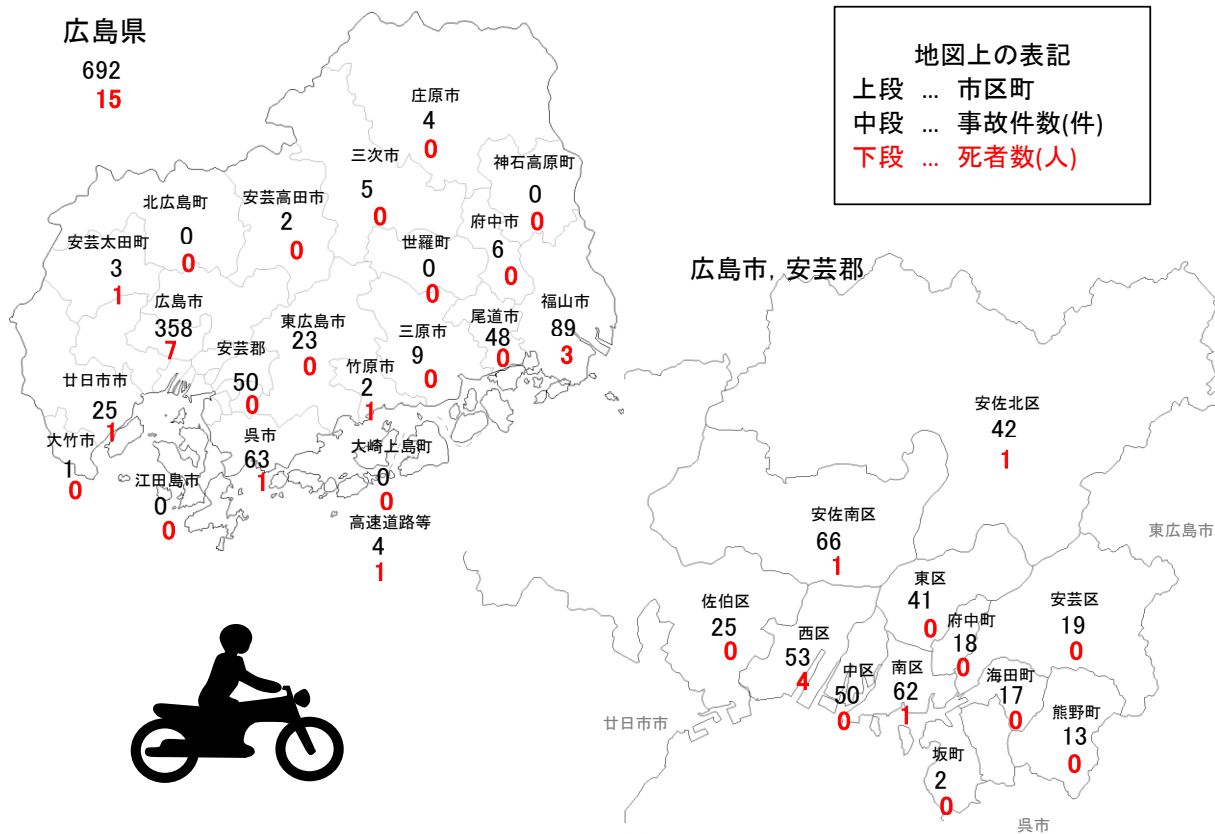 広島県
692
15
地図上の表記
上段 … 市区町
中段 … 事故件数(件)
下段 … 死者数(人)
庄原市
4
0
三次市
5
0
神石高原町
0
0
北広島町
0
0
安芸高田市
2
0
府中市
6
0
安芸太田町
3
1
世羅町
0
0
広島市
358
7
東広島市
23
0
三原市
9
0
尾道市
48
0
福山市
89
3
安芸郡
50
0
竹原市
2
1
廿日市市
25
1
大竹市
1
0
呉市
63
1
大崎上島町
0
0
江田島市
0
0
高速道路等
4
1
広島市, 安芸郡
安佐北区
42
1
安佐南区
66
1
東広島市
東区
41
0
佐伯区
25
0
西区
53
4
中区
50
0
南区
62
1
府中町
18
0
安芸区
19
0
海田町
17
0
熊野町
13
0
坂町
2
0
廿日市市
呉市